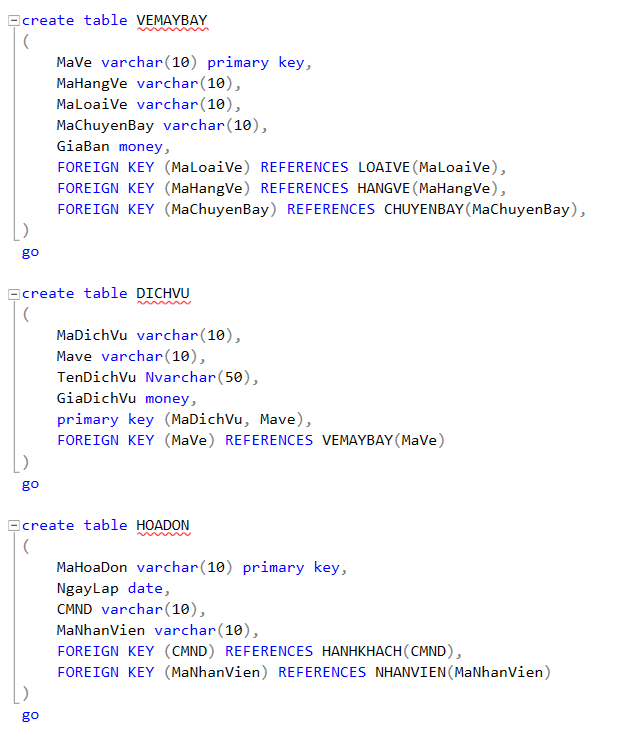 create table VEMAYBAY
(
    MaVe varchar(10) primary key,
    MaHangVe varchar(10),
    MaLoaiVe varchar(10),
    MaChuyenBay varchar(10),
    GiaBan money,
    FOREIGN KEY (MaLoaiVe) REFERENCES LOAIVE(MaLoaiVe),
    FOREIGN KEY (MaHangVe) REFERENCES HANGVE(MaHangVe),
    FOREIGN KEY (MaChuyenBay) REFERENCES CHUYENBAY(MaChuyenBay),
)
go
create table DICHVU
(
    MaDichVu varchar(10),
    Mave varchar(10),
    TenDichVu Nvarchar(50),
    GiaDichVu money,
    primary key (MaDichVu, Mave),
    FOREIGN KEY (MaVe) REFERENCES VEMAYBAY(MaVe)
)
go
create table HOADON
(
    MaHoaDon varchar(10) primary key,
    NgayLap date,
    CMND varchar(10),
    MaNhanVien varchar(10),
    FOREIGN KEY (CMND) REFERENCES HANHKHACH(CMND),
    FOREIGN KEY (MaNhanVien) REFERENCES NHANVIEN(MaNhanVien)
)
go